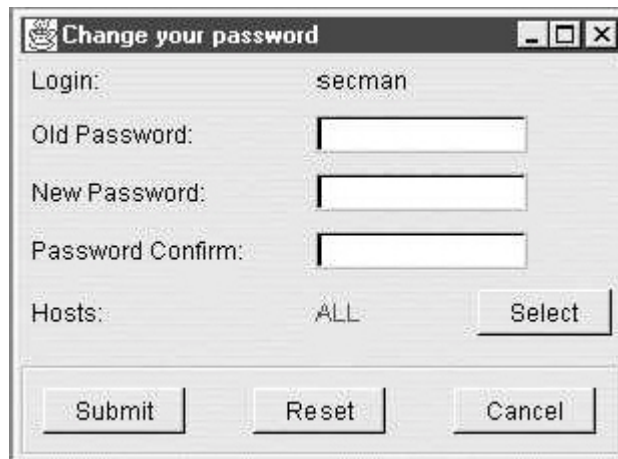 Change your password
Login: secman
Old Password:
New Password:
Password Confirm:
Hosts: ALL Select
Submit Reset Cancel